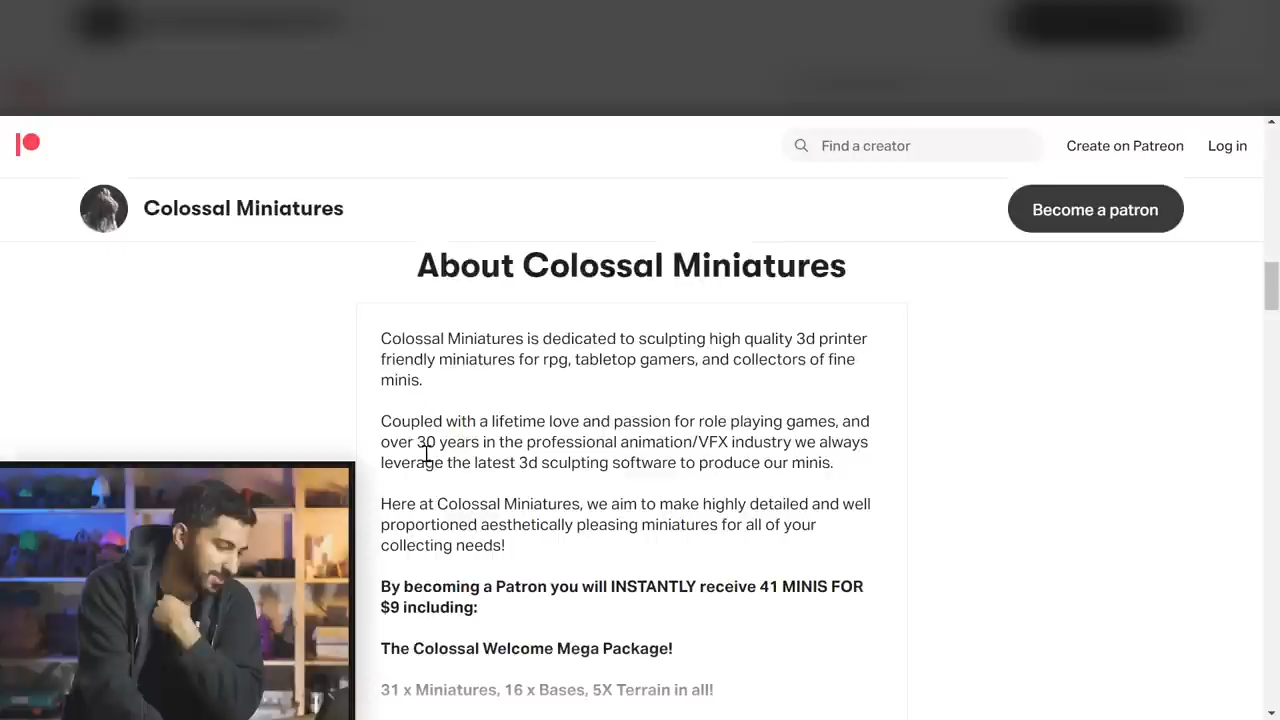 Find a creator
Create on Patreon
Log in
Colossal Miniatures
Become a patron
About Colossal Miniatures
Colossal Miniatures is dedicated to sculpting high quality 3d printer
friendly miniatures for rpg, tabletop gamers, and collectors of fine
minis.
Coupled with a lifetime love and passion for role playing games, and
over 30 years in the professional animation/VFX industry we always
leverage the latest 3d sculpting software to produce our minis.
Here at Colossal Miniatures, we aim to make highly detailed and well
proportioned aesthetically pleasing miniatures for all of your
collecting needs!
By becoming a Patron you will INSTANTLY receive 41 MINIS FOR
$9 including:
The Colossal Welcome Mega Package!
31 x Miniatures, 16 x Bases, 5X Terrain in all!